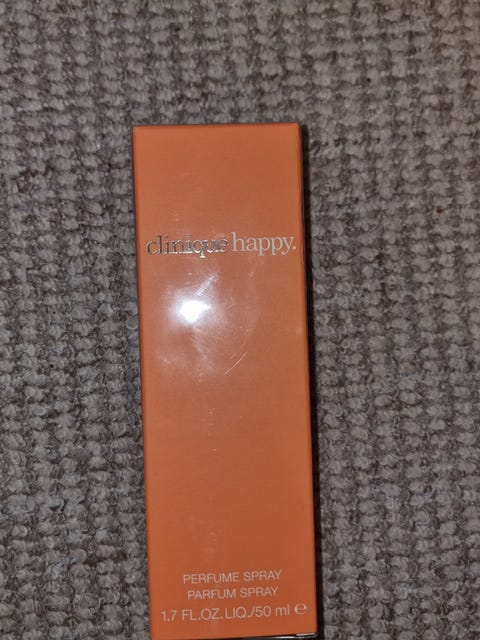 clinique happy.
PERFUME SPRAY
PARFUM SPRAY
1.7 FL.OZ.LIQ./50 ml ℮